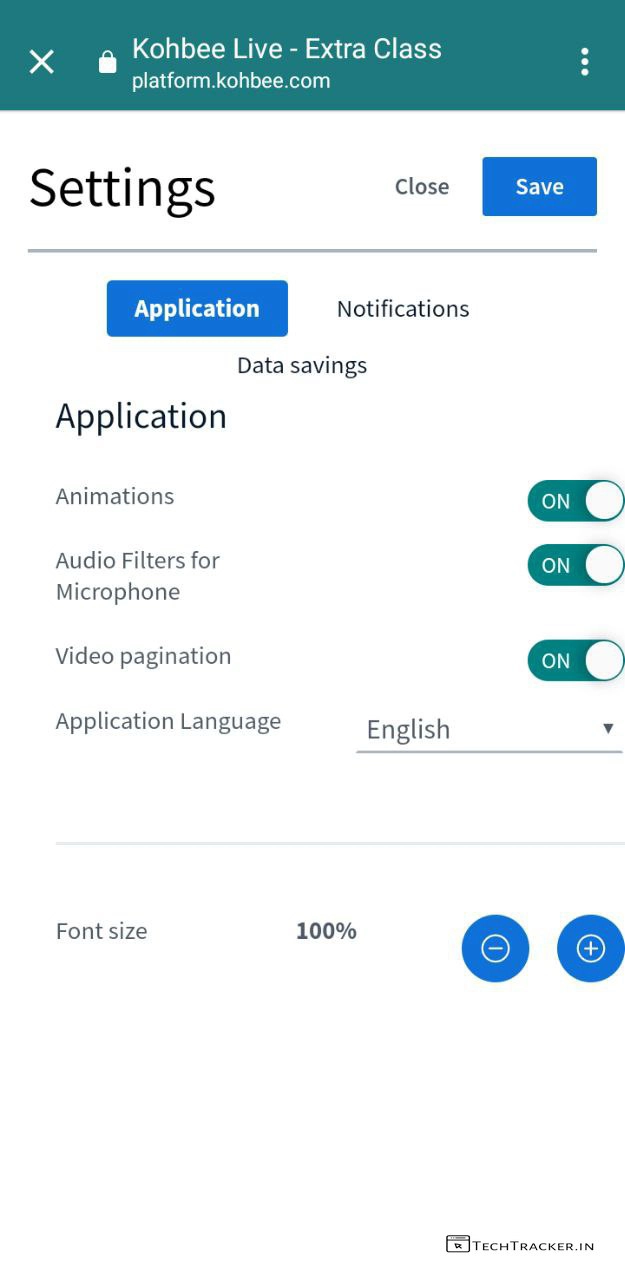 Kohbee Live - Extra Class
platform.kohbee.com
Settings
Close
Save
Application
Notifications
Data savings
Application
Animations
ON
Audio Filters for
Microphone
ON
Video pagination
ON
Application Language
English
Font size
100%
TECHTRACKER.IN